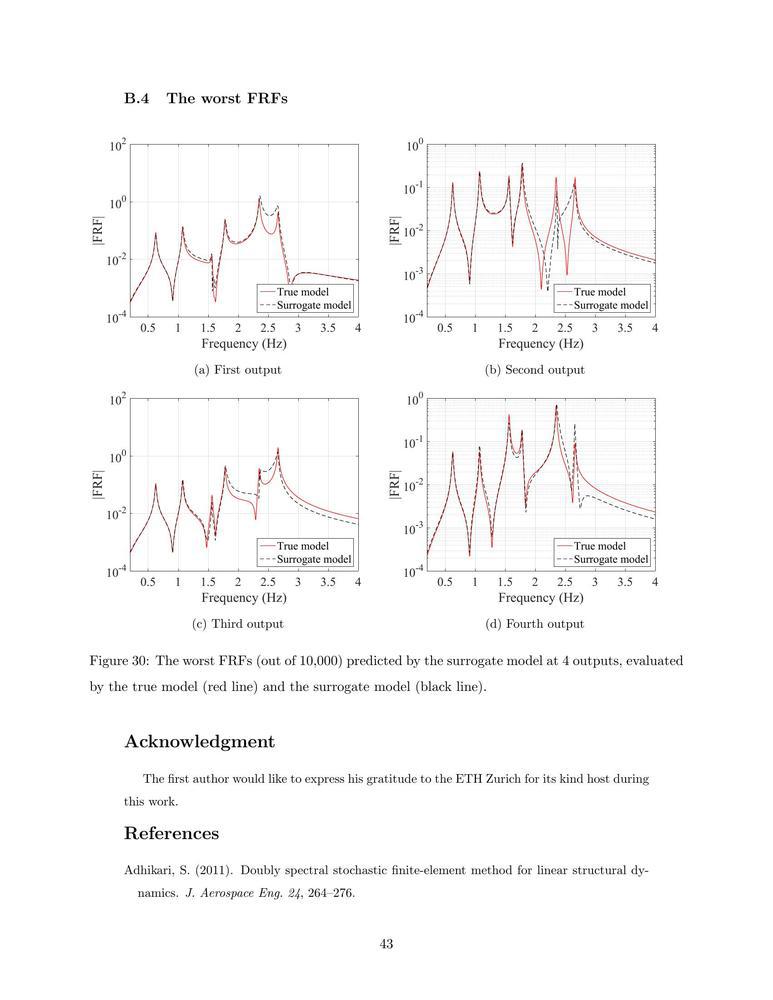 B.4 The worst FRFs
10^2
10^0
10^-2
10^-4
|FRF|
0.5 1 1.5 2 2.5 3 3.5 4
Frequency (Hz)
True model
Surrogate model
(a) First output
10^0
10^-1
10^-2
10^-3
10^-4
|FRF|
0.5 1 1.5 2 2.5 3 3.5 4
Frequency (Hz)
True model
Surrogate model
(b) Second output
10^2
10^0
10^-2
10^-4
|FRF|
0.5 1 1.5 2 2.5 3 3.5 4
Frequency (Hz)
True model
Surrogate model
(c) Third output
10^0
10^-1
10^-2
10^-3
10^-4
|FRF|
0.5 1 1.5 2 2.5 3 3.5 4
Frequency (Hz)
True model
Surrogate model
(d) Fourth output
Figure 30: The worst FRFs (out of 10,000) predicted by the surrogate model at 4 outputs, evaluated
by the true model (red line) and the surrogate model (black line).
Acknowledgment
The first author would like to express his gratitude to the ETH Zurich for its kind host during
this work.
References
Adhikari, S. (2011). Doubly spectral stochastic finite-element method for linear structural dy-
namics. J. Aerospace Eng. 24, 264–276.
43